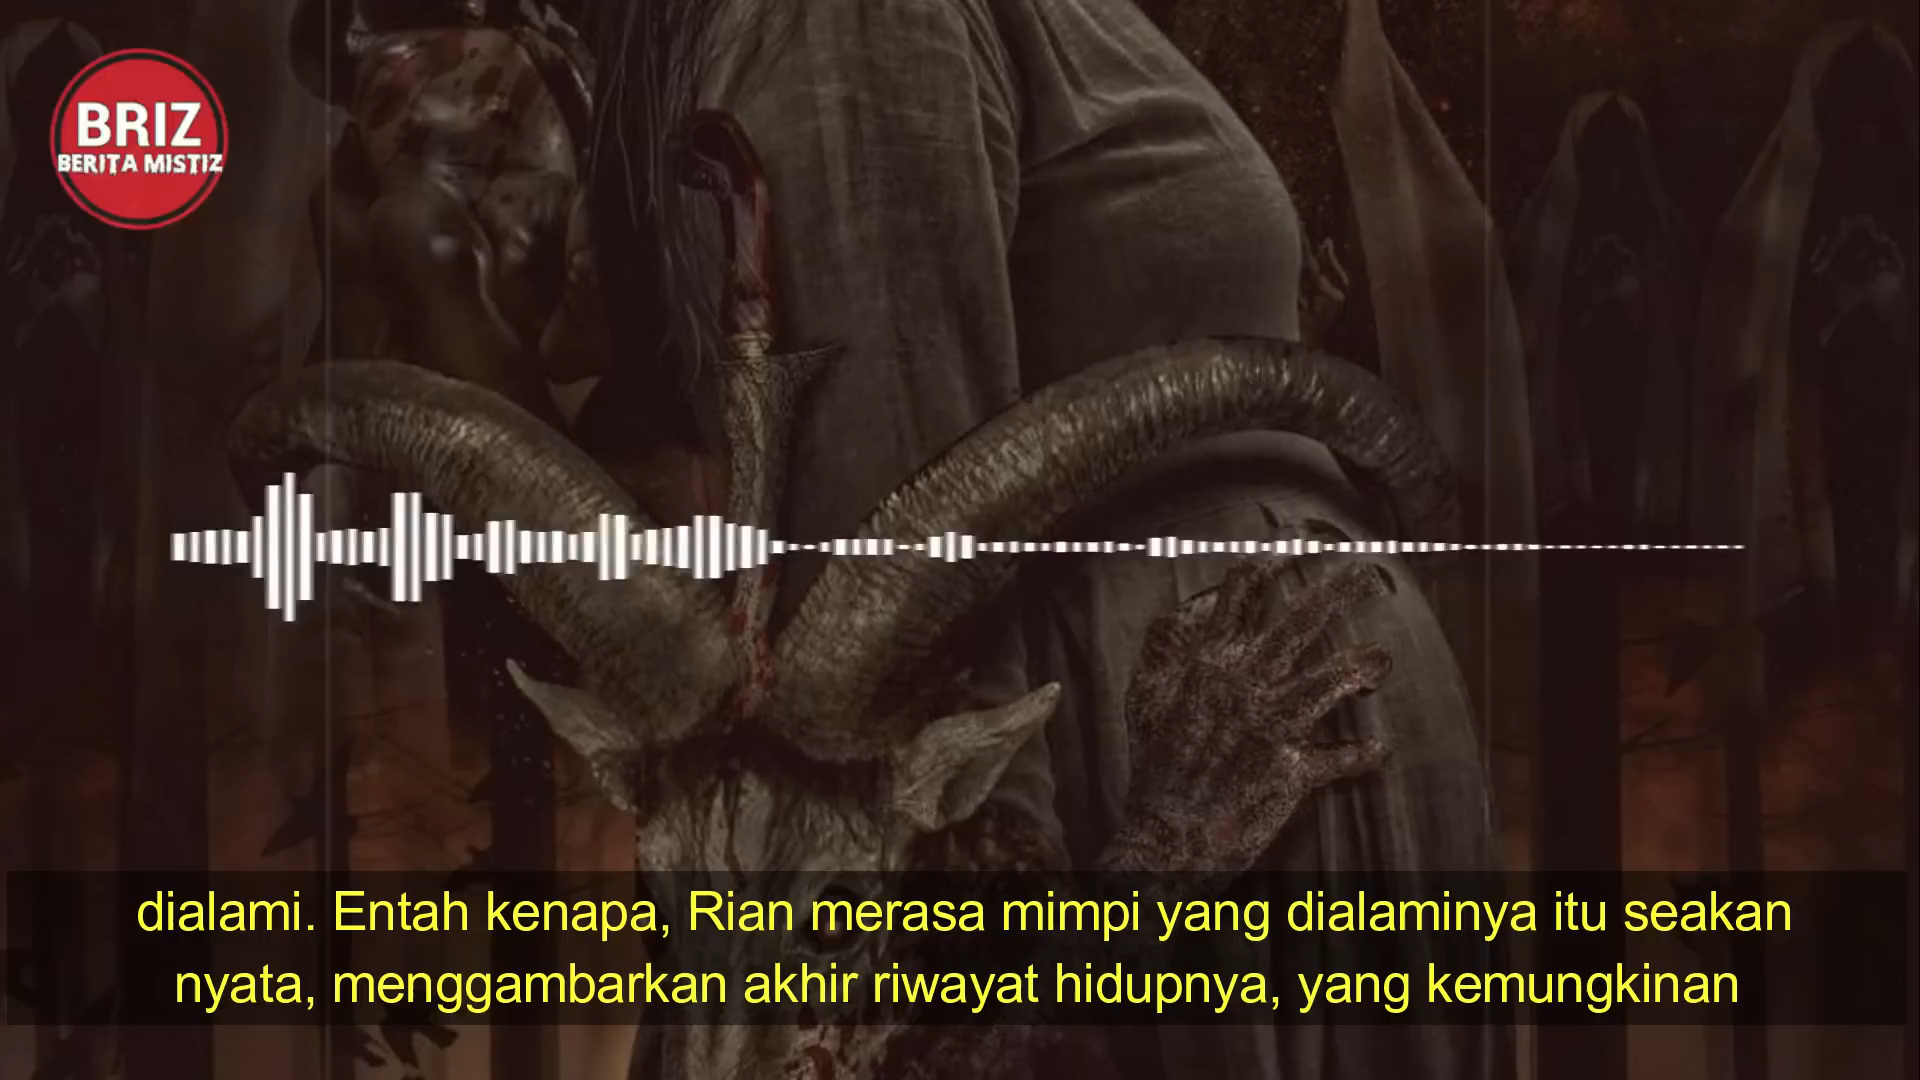 BRIZ
BERITA MISTIZ
dialami. Entah kenapa, Rian merasa mimpi yang dialaminya itu seakan
nyata, menggambarkan akhir riwayat hidupnya, yang kemungkinan